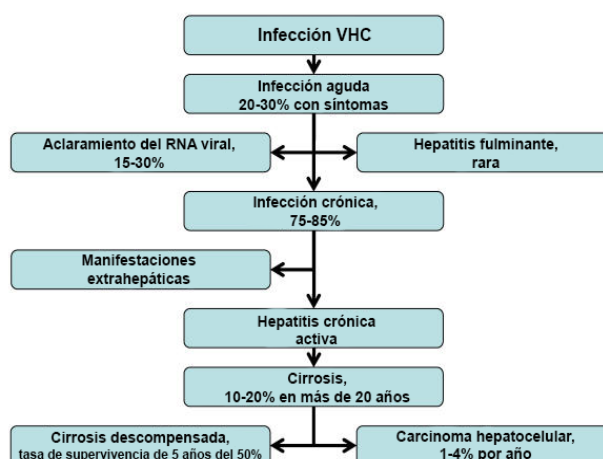 Infección VHC
Infección aguda
20-30% con síntomas
Aclaramiento del RNA viral,
15-30%
Hepatitis fulminante,
rara
Infección crónica,
75-85%
Manifestaciones
extrahepáticas
Hepatitis crónica
activa
Cirrosis,
10-20% en más de 20 años
Cirrosis descompensada,
tasa de supervivencia de 5 años del 50%
Carcinoma hepatocelular,
1-4% por año